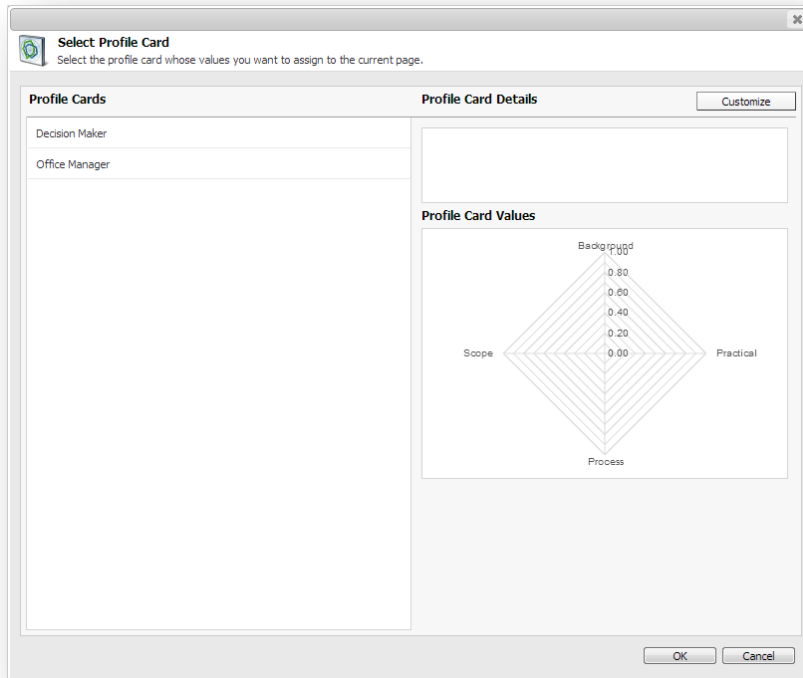 Select Profile Card
Select the profile card whose values you want to assign to the current page.
Profile Cards
Decision Maker
Office Manager
Profile Card Details
Customize
Profile Card Values
Background
1.00
0.80
0.60
0.40
0.20
Scope
0.00
Practical
Process
OK
Cancel